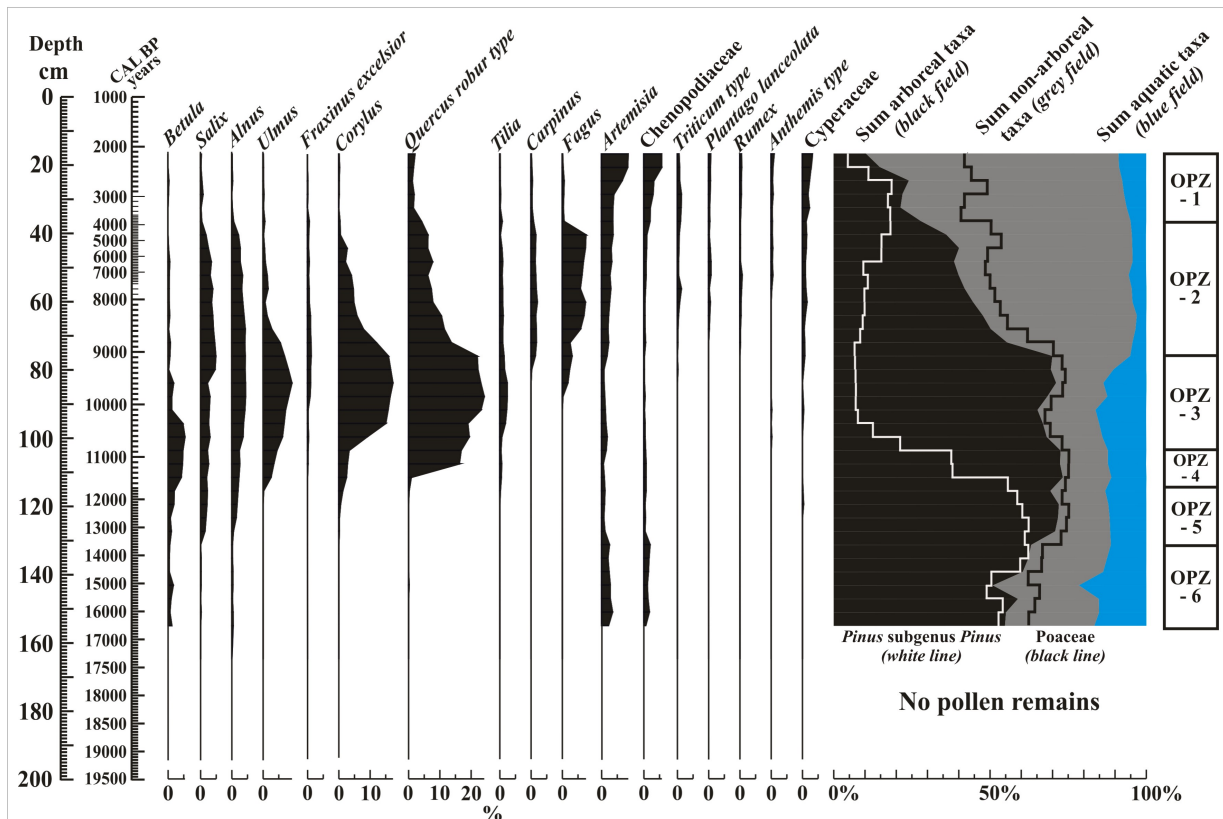 Depth
cm
CAL BP
years
Betula
Salix
Alnus
Ulmus
Fraxinus excelsior
Corylus
Quercus robur type
Tilia
Carpinus
Fagus
Artemisia
Chenopodiaceae
Triticum type
Plantago lanceolata
Rumex
Anthemis type
Cyperaceae
Sum arboreal taxa
(black field)
Sum non-arboreal
taxa (grey field)
Sum aquatic taxa
(blue field)
0
20
40
60
80
100
120
140
160
180
200
1000
2000
3000
4000
5000
6000
7000
8000
9000
10000
11000
12000
13000
14000
15000
16000
17000
17500
18000
18500
19000
19500
OPZ
- 1
OPZ
- 2
OPZ
- 3
OPZ
- 4
OPZ
- 5
OPZ
- 6
Pinus subgenus Pinus
(white line)
Poaceae
(black line)
No pollen remains
0 0 0 0 0 0 10 0 10 20 0 0 0 0 0 0 0 0 0 0 0% 50% 100%
%